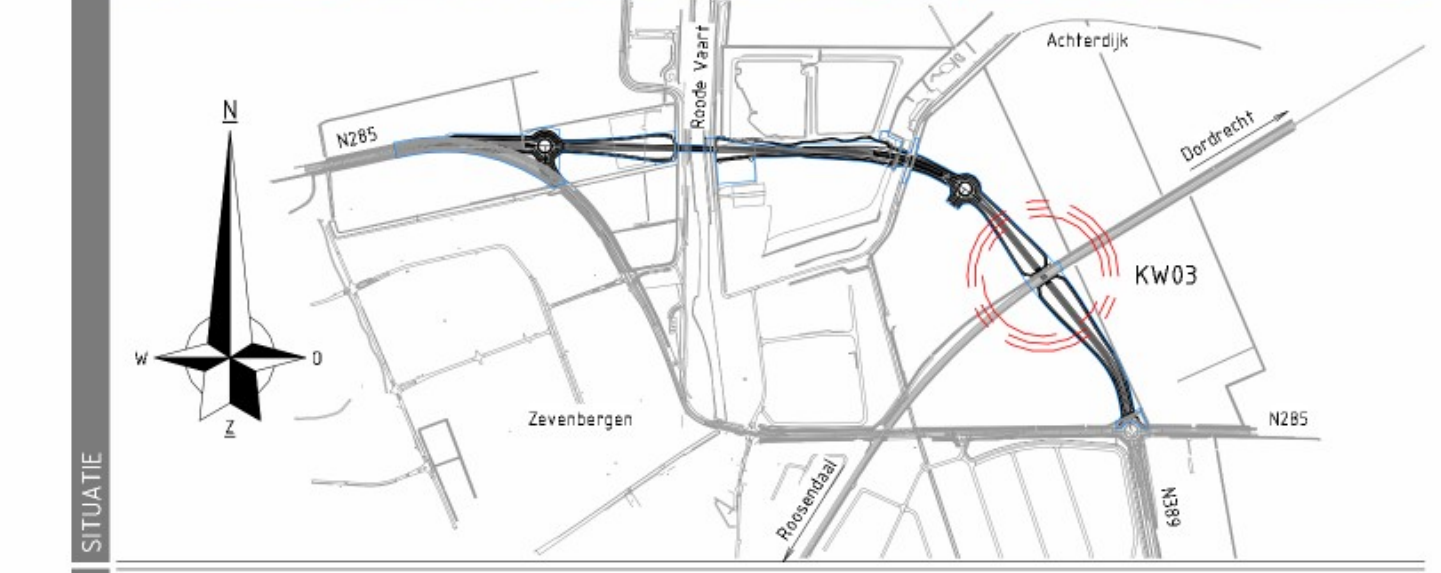 Achterdijk
Roode Vaart
N
N285
Dordrecht
KW03
W
O
Z
Zevenbergen
N285
SITUATIE
Roosendaal
N389